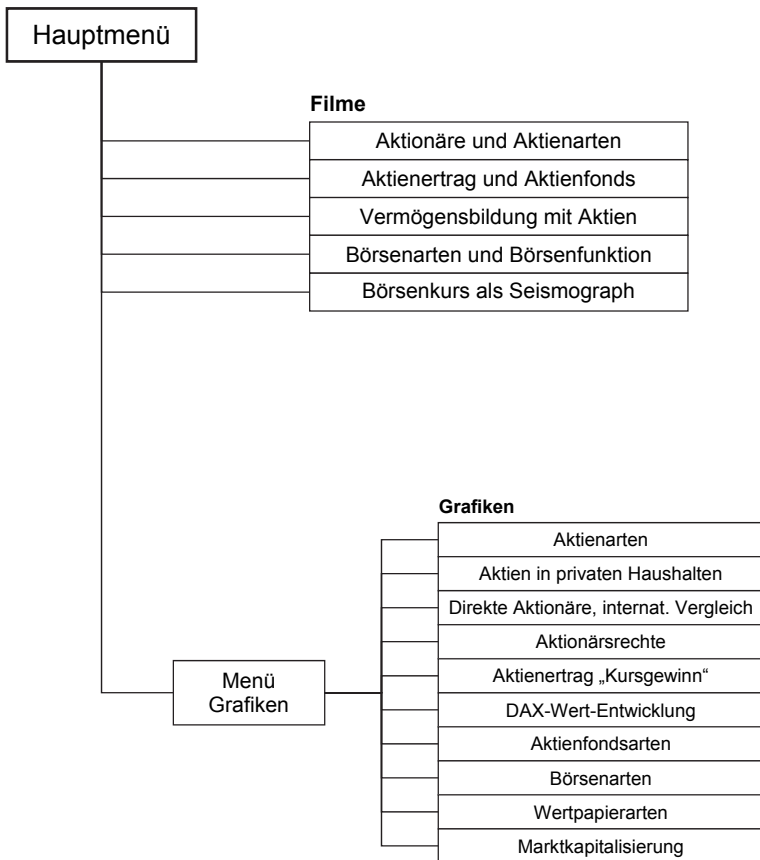 Hauptmenü
Filme
Aktionäre und Aktienarten
Aktienertrag und Aktienfonds
Vermögensbildung mit Aktien
Börsenarten und Börsenfunktion
Börsenkurs als Seismograph
Grafiken
Aktienarten
Aktien in privaten Haushalten
Direkte Aktionäre, internat. Vergleich
Aktionärsrechte
Menü
Grafiken
Aktienertrag „Kursgewinn“
DAX-Wert-Entwicklung
Aktienfondsarten
Börsenarten
Wertpapierarten
Marktkapitalisierung